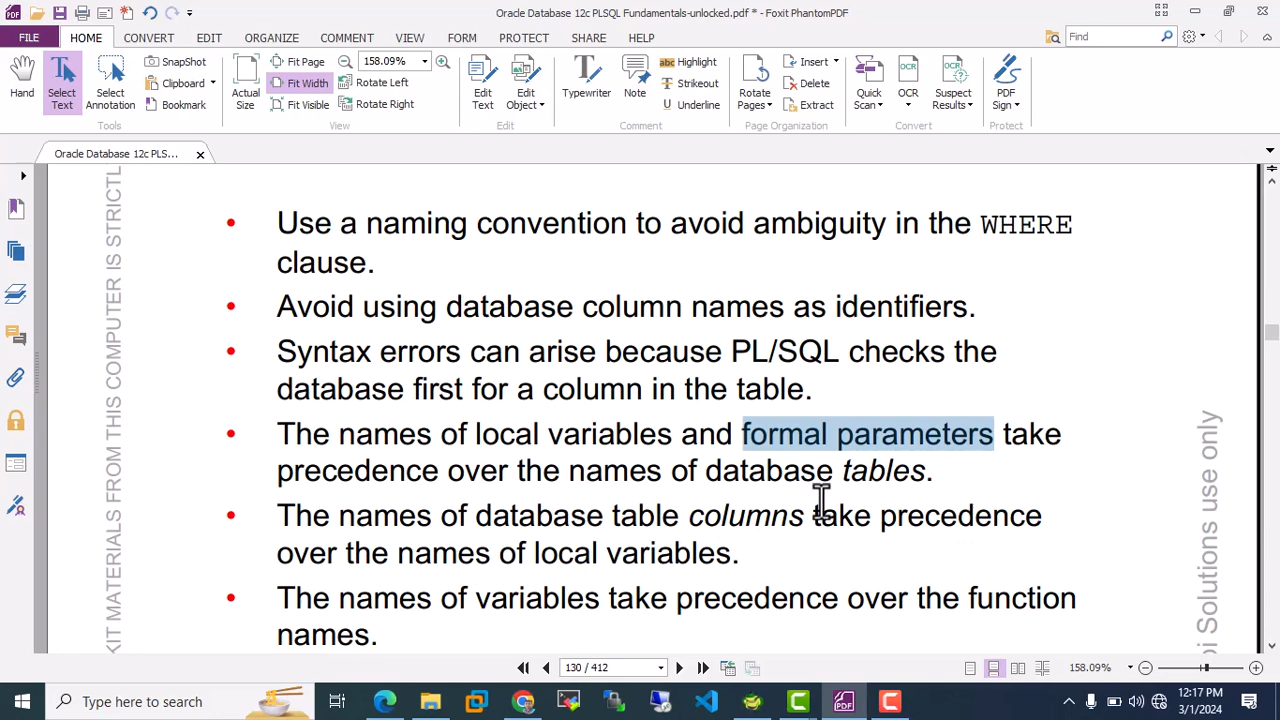 Oracle Database 12c PLSQL Fundamentals-unlocked.pdf * - Foxit PhantomPDF
FILE HOME CONVERT EDIT ORGANIZE COMMENT VIEW FORM PROTECT SHARE HELP Find
Hand
Select
Text
Select
Annotation
SnapShot
Clipboard
Bookmark
Tools
Actual
Size
Fit Page
Fit Width
Fit Visible
158.09%
Rotate Left
Rotate Right
View
Edit
Text
Edit
Object
Edit
Typewriter
Note
Highlight
Strikeout
Underline
Comment
Rotate
Pages
Insert
Delete
Extract
Page Organization
Quick
Scan
OCR
OCR
Suspect
Results
Convert
PDF
Sign
Protect
Oracle Database 12c PLS...
KIT MATERIALS FROM THIS COMPUTER IS STRICTL
• Use a naming convention to avoid ambiguity in the WHERE
clause.
• Avoid using database column names as identifiers.
• Syntax errors can arise because PL/SQL checks the
database first for a column in the table.
• The names of local variables and formal parameters take
precedence over the names of database tables.
• The names of database table columns take precedence
over the names of local variables.
• The names of variables take precedence over the function
names.
pi Solutions use only
130 / 412
158.09%
Type here to search
12:17 PM
3/1/2024